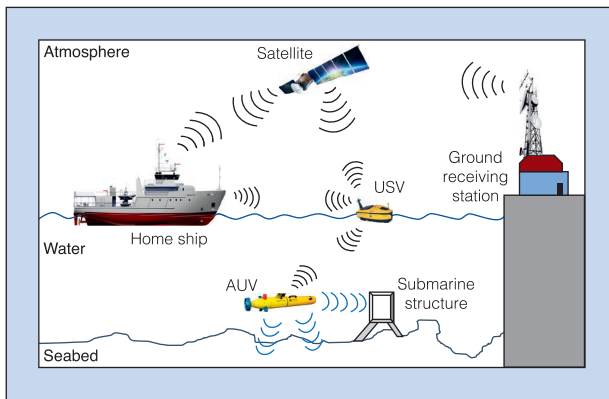 Atmosphere
Satellite
Ground
receiving
station
USV
Home ship
Water
AUV
Submarine
structure
Seabed